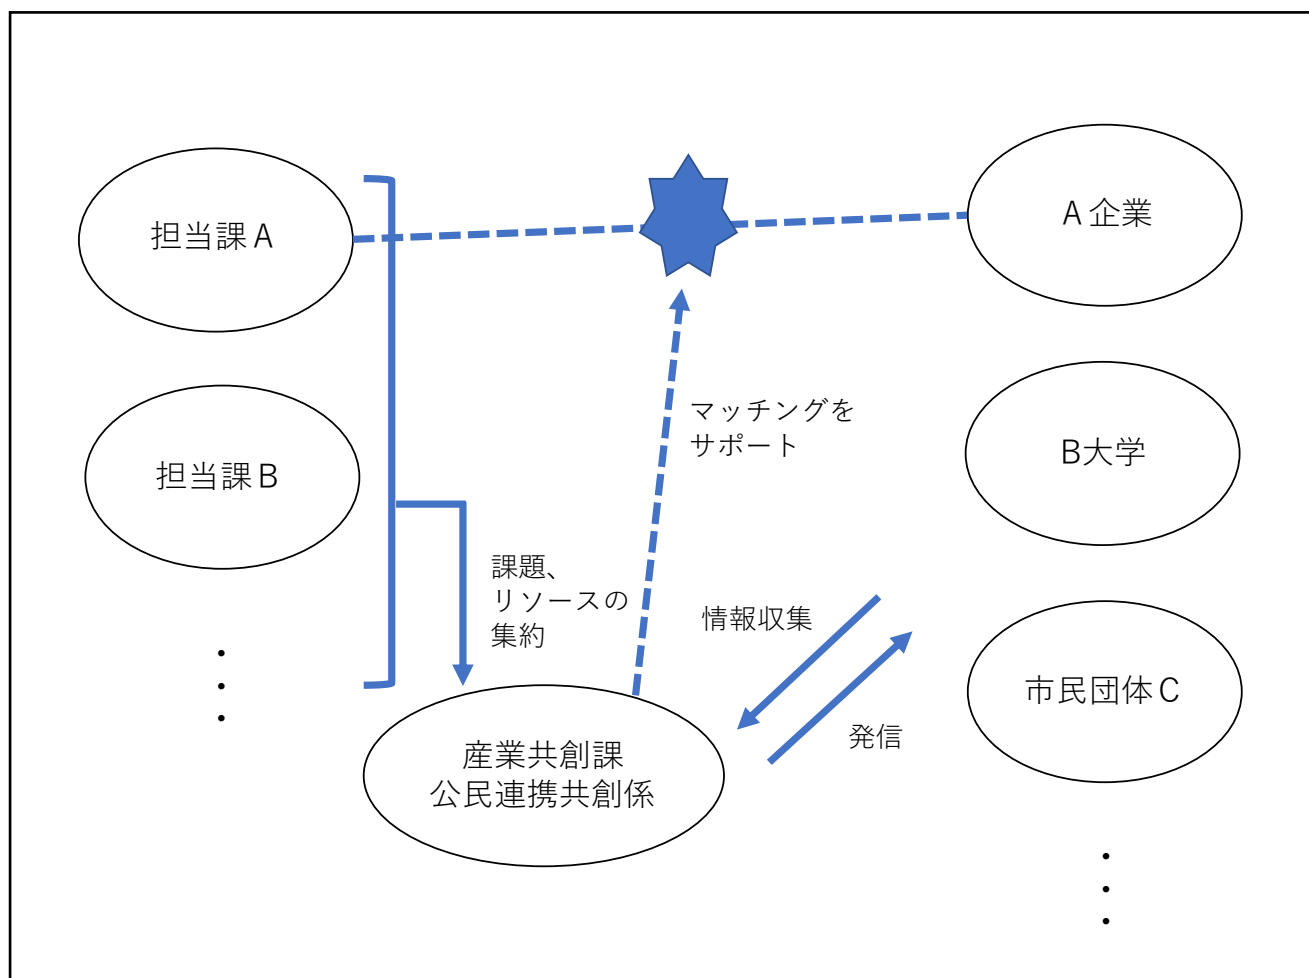 担当課A
A企業
マッチングを
サポート
担当課B
B大学
課題、
リソースの
集約
情報収集
発信
市民団体C
産業共創課
公民連携共創係